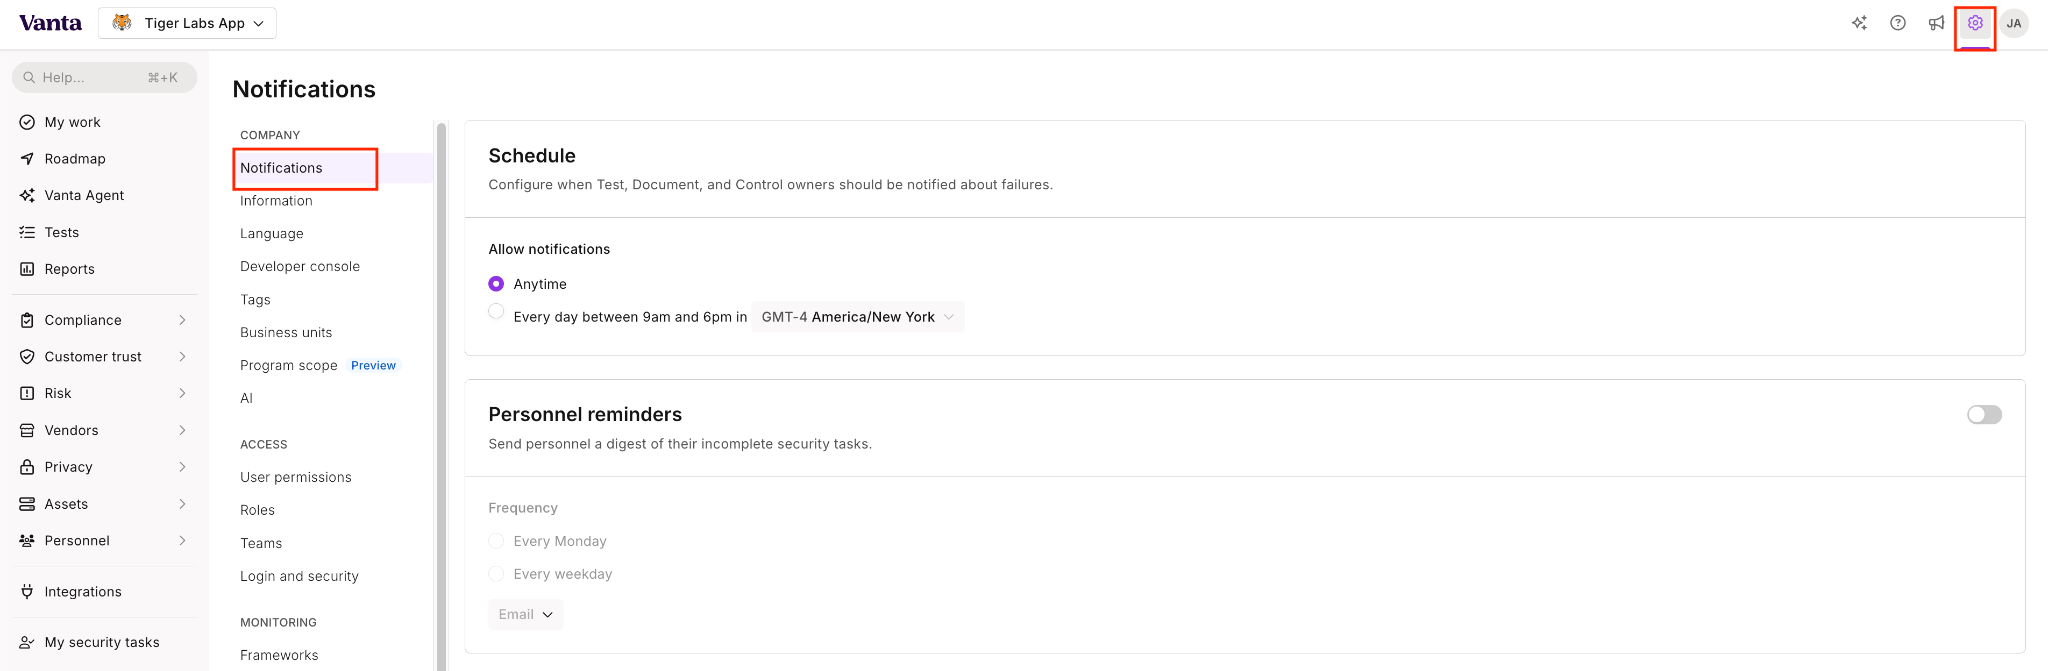 Vanta
Tiger Labs App
JA
Help... ⌘+K
My work
Roadmap
Vanta Agent
Tests
Reports
Compliance
Customer trust
Risk
Vendors
Privacy
Assets
Personnel
Integrations
My security tasks
Notifications
COMPANY
Notifications
Information
Language
Developer console
Tags
Business units
Program scope Preview
AI
ACCESS
User permissions
Roles
Teams
Login and security
MONITORING
Frameworks
Schedule
Configure when Test, Document, and Control owners should be notified about failures.
Allow notifications
Anytime
Every day between 9am and 6pm in GMT-4 America/New York
Personnel reminders
Send personnel a digest of their incomplete security tasks.
Frequency
Every Monday
Every weekday
Email